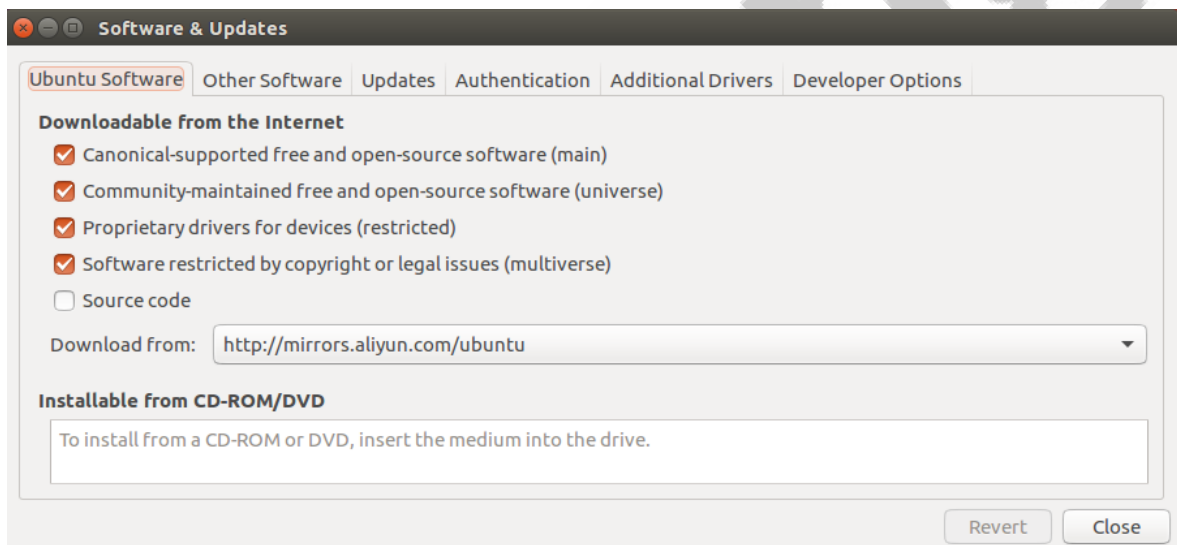 Software & Updates
Ubuntu Software Other Software Updates Authentication Additional Drivers Developer Options
Downloadable from the Internet
Canonical-supported free and open-source software (main)
Community-maintained free and open-source software (universe)
Proprietary drivers for devices (restricted)
Software restricted by copyright or legal issues (multiverse)
Source code
Download from: http://mirrors.aliyun.com/ubuntu
Installable from CD-ROM/DVD
To install from a CD-ROM or DVD, insert the medium into the drive.
Revert Close